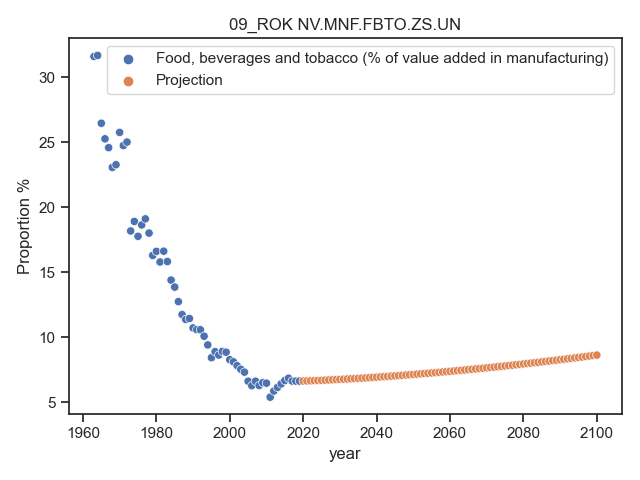 09_ROK NV.MNF.FBTO.ZS.UN
Food, beverages and tobacco (% of value added in manufacturing)
Projection
Proportion %
30
25
20
15
10
5
1960 1980 2000 2020 2040 2060 2080 2100
year